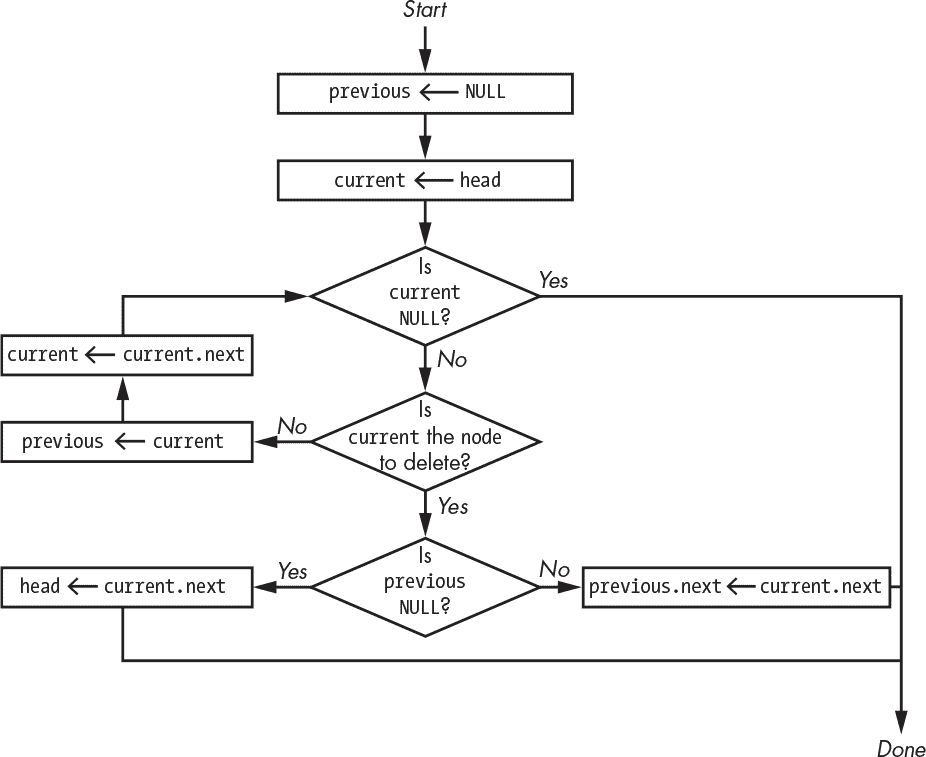 Start
previous ← NULL
current ← head
Is
current
NULL?
Yes
No
current ← current.next
Is
current the node
to delete?
No
previous ← current
Yes
Is
previous
NULL?
Yes
head ← current.next
No
previous.next ← current.next
Done